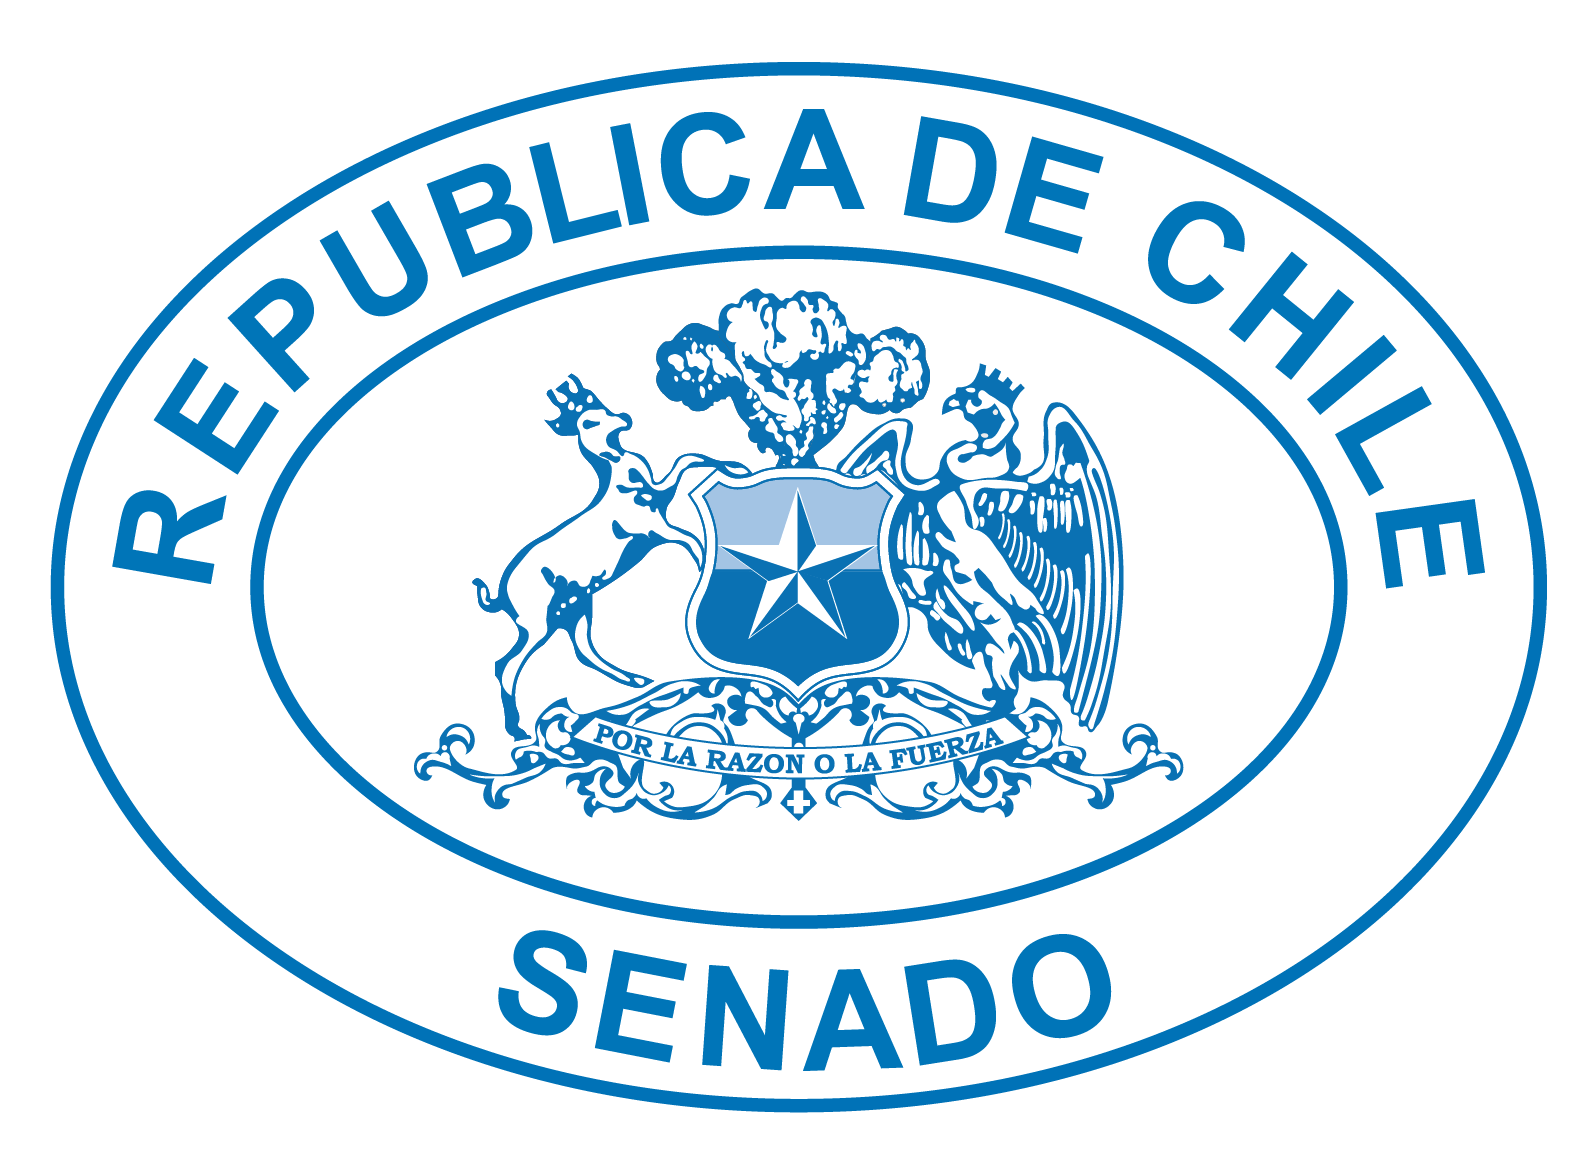 REPUBLICA DE CHILE
POR LA RAZON O LA FUERZA
SENADO